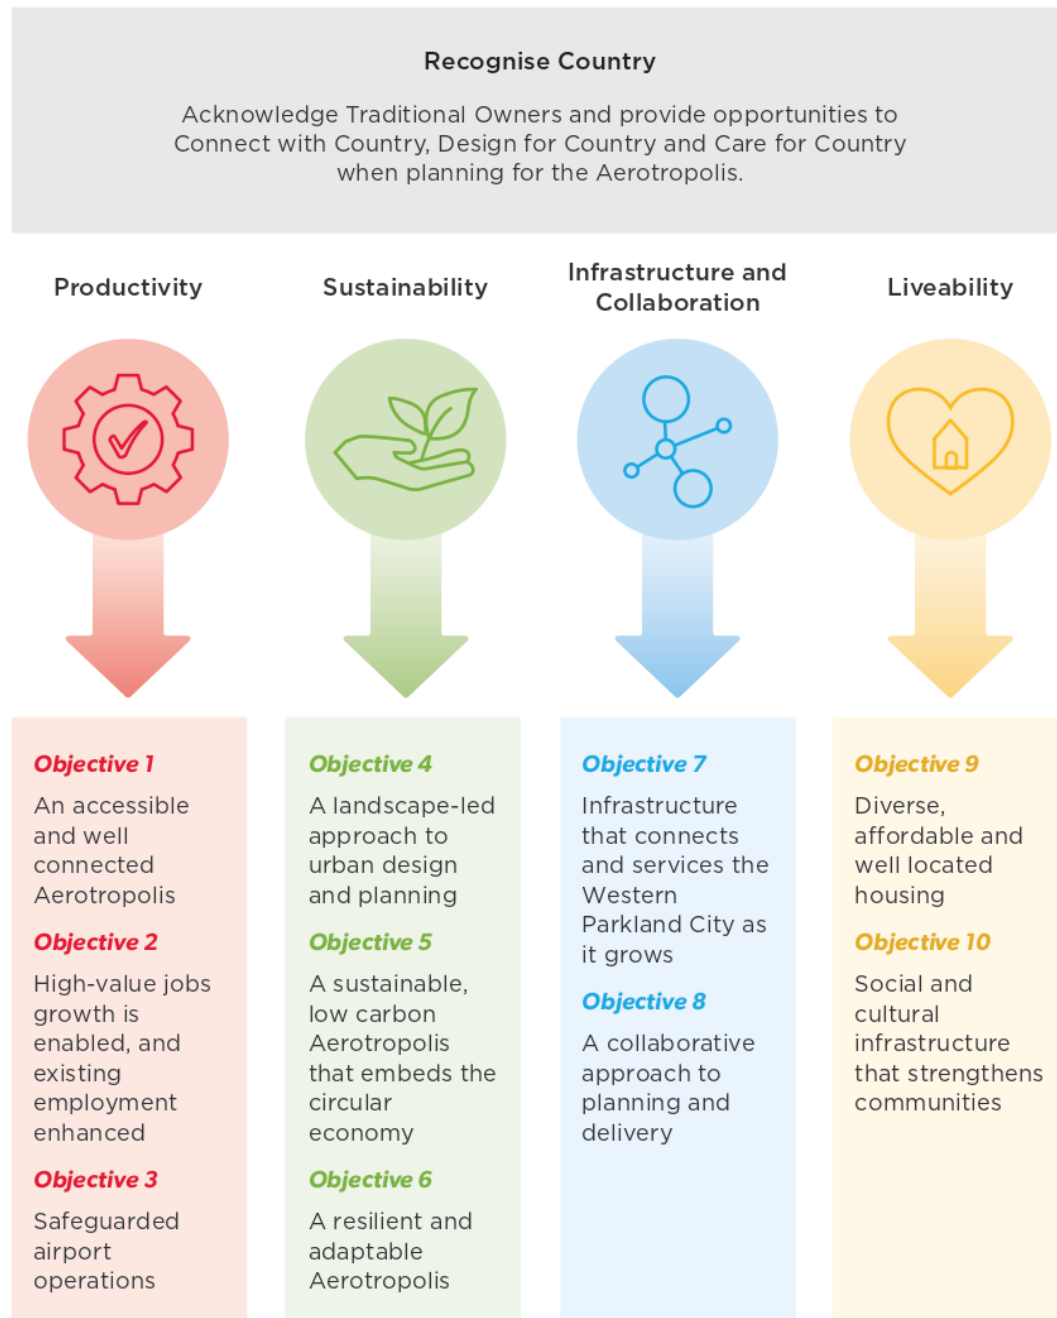 Recognise Country
Acknowledge Traditional Owners and provide opportunities to
Connect with Country, Design for Country and Care for Country
when planning for the Aerotropolis.
Productivity
Sustainability
Infrastructure and
Collaboration
Liveability
Objective 1
An accessible
and well
connected
Aerotropolis
Objective 2
High-value jobs
growth is
enabled, and
existing
employment
enhanced
Objective 3
Safeguarded
airport
operations
Objective 4
A landscape-led
approach to
urban design
and planning
Objective 5
A sustainable,
low carbon
Aerotropolis
that embeds the
circular
economy
Objective 6
A resilient and
adaptable
Aerotropolis
Objective 7
Infrastructure
that connects
and services the
Western
Parkland City as
it grows
Objective 8
A collaborative
approach to
planning and
delivery
Objective 9
Diverse,
affordable and
well located
housing
Objective 10
Social and
cultural
infrastructure
that strengthens
communities